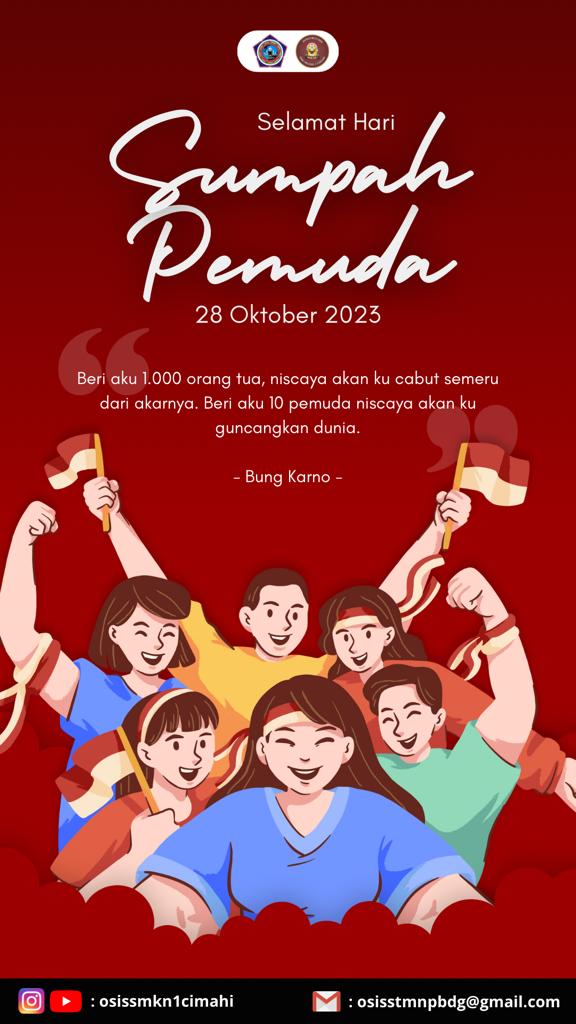 Selamat Hari
Sumpah
Pemuda
28 Oktober 2023
Beri aku 1.000 orang tua, niscaya akan ku cabut semeru
dari akarnya. Beri aku 10 pemuda niscaya akan ku
guncangkan dunia.
- Bung Karno -
: osissmkn1cimahi
: osisstmnpbdg@gmail.com